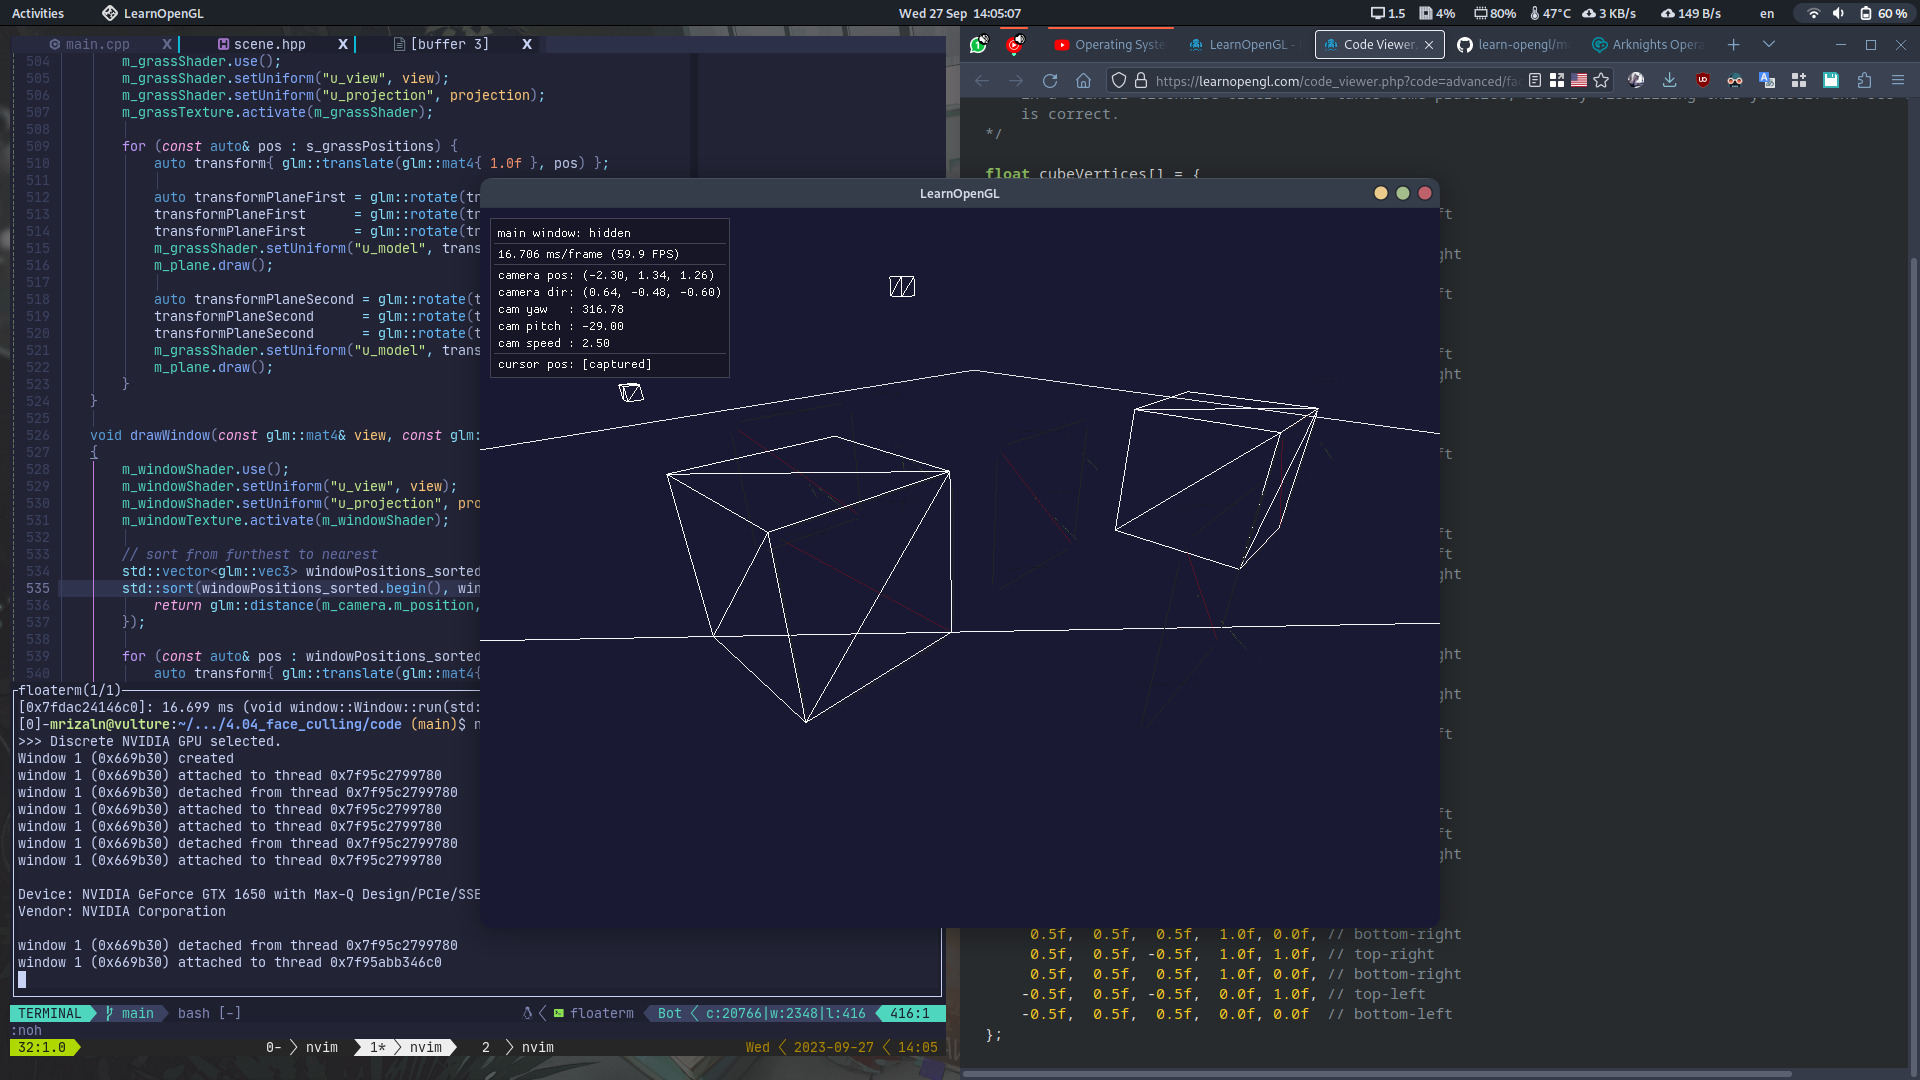 Activities
LearnOpenGL
Wed 27 Sep 14:05:07
1.5
4%
80%
47°C
3 KB/s
149 B/s
en
60 %
main.cpp X
scene.hpp X
[buffer 3] X
504 m_grassShader.use();
505 m_grassShader.setUniform("u_view", view);
506 m_grassShader.setUniform("u_projection", projection);
507 m_grassTexture.activate(m_grassShader);
508
509 for (const auto& pos : s_grassPositions) {
510 auto transform{ glm::translate(glm::mat4{ 1.0f }, pos) };
511
512 auto transformPlaneFirst = glm::rotate(tr
513 transformPlaneFirst = glm::rotate(t
514 transformPlaneFirst = glm::rotate(t
515 m_grassShader.setUniform("u_model", trans
516 m_plane.draw();
517
518 auto transformPlaneSecond = glm::rotate(t
519 transformPlaneSecond = glm::rotate(t
520 transformPlaneSecond = glm::rotate(t
521 m_grassShader.setUniform("u_model", trans
522 m_plane.draw();
523 }
524 }
525
526 void drawWindow(const glm::mat4& view, const glm:
527 {
528 m_windowShader.use();
529 m_windowShader.setUniform("u_view", view);
530 m_windowShader.setUniform("u_projection", pro
531 m_windowTexture.activate(m_windowShader);
532
533 // sort from furthest to nearest
534 std::vector<glm::vec3> windowPositions_sorted
535 std::sort(windowPositions_sorted.begin(), win
536 return glm::distance(m_camera.m_position,
537 });
538
539 for (const auto& pos : windowPositions_sorted
540 auto transform{ glm::translate(glm::mat4{
floaterm(1/1)
[0x7fdac24146c0]: 16.699 ms (void window::Window::run(std:
[0]-mrizaln@vulture:~/.../4.04_face_culling/code (main)$ n
>>> Discrete NVIDIA GPU selected.
Window 1 (0x669b30) created
window 1 (0x669b30) attached to thread 0x7f95c2799780
window 1 (0x669b30) detached from thread 0x7f95c2799780
window 1 (0x669b30) attached to thread 0x7f95c2799780
window 1 (0x669b30) attached to thread 0x7f95c2799780
window 1 (0x669b30) detached from thread 0x7f95c2799780
window 1 (0x669b30) attached to thread 0x7f95c2799780
Device: NVIDIA GeForce GTX 1650 with Max-Q Design/PCIe/SSE
Vendor: NVIDIA Corporation
window 1 (0x669b30) detached from thread 0x7f95c2799780
window 1 (0x669b30) attached to thread 0x7f95abb346c0
TERMINAL main bash [-] floaterm Bot c:20766|w:2348|l:416 416:1
:noh
32:1.0 0- nvim 1* nvim 2 nvim Wed 2023-09-27 14:05
LearnOpenGL
main window: hidden
16.706 ms/frame (59.9 FPS)
camera pos: (-2.30, 1.34, 1.26)
camera dir: (0.64, -0.48, -0.60)
cam yaw : 316.78
cam pitch : -29.00
cam speed : 2.50
cursor pos: [captured]
Operating Syste
LearnOpenGL -
Code Viewer.
learn-opengl/m
Arknights Opera
https://learnopengl.com/code_viewer.php?code=advanced/fac
is correct.
*/
float cubeVertices[] = {
ft
ght
ft
ft
ght
ft
ft
ft
ght
ght
ght
ft
ft
ft
ght
0.5f, 0.5f, 0.5f, 1.0f, 0.0f, // bottom-right
0.5f, 0.5f, -0.5f, 1.0f, 1.0f, // top-right
0.5f, 0.5f, 0.5f, 1.0f, 0.0f, // bottom-right
-0.5f, 0.5f, -0.5f, 0.0f, 1.0f, // top-left
-0.5f, 0.5f, 0.5f, 0.0f, 0.0f // bottom-left
};